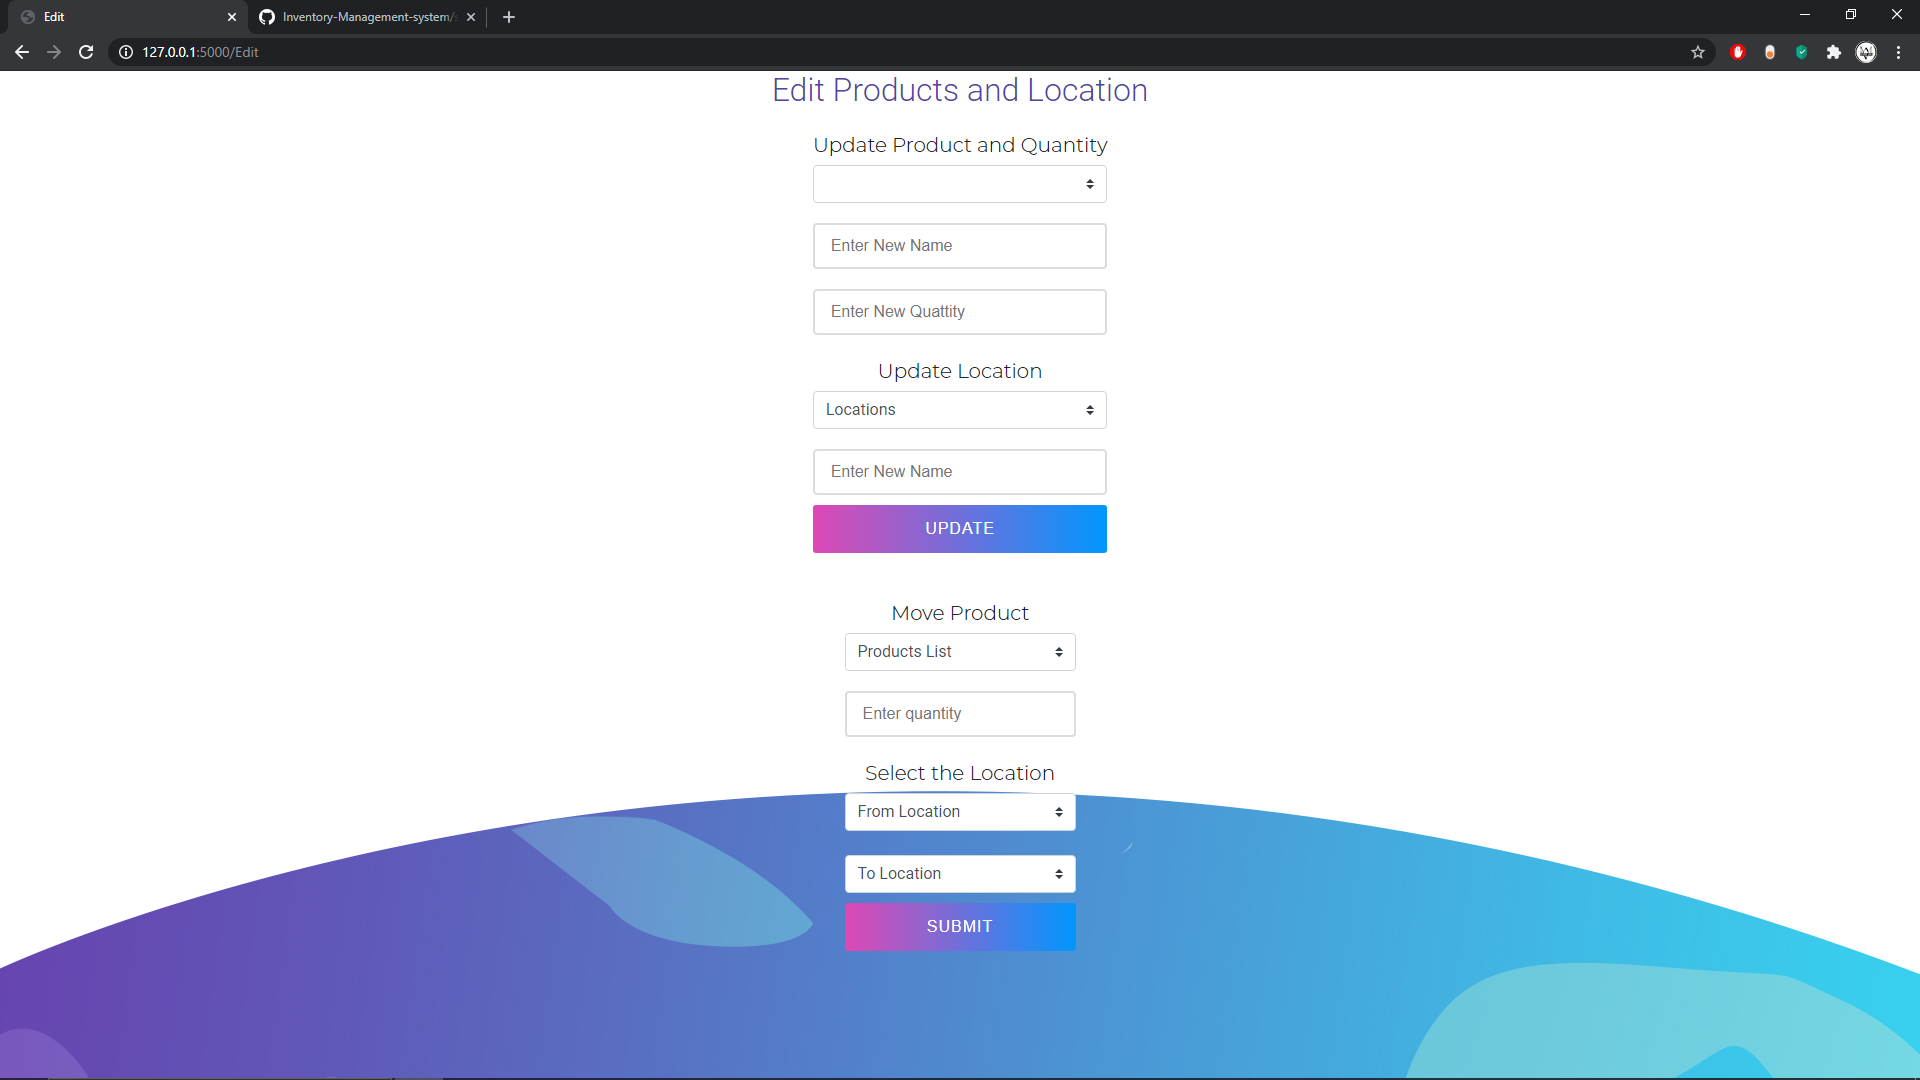 Edit
Inventory-Management-system/
127.0.0.1:5000/Edit
Edit Products and Location
Update Product and Quantity
Enter New Name
Enter New Quattity
Update Location
Locations
Enter New Name
UPDATE
Move Product
Products List
Enter quantity
Select the Location
From Location
To Location
SUBMIT